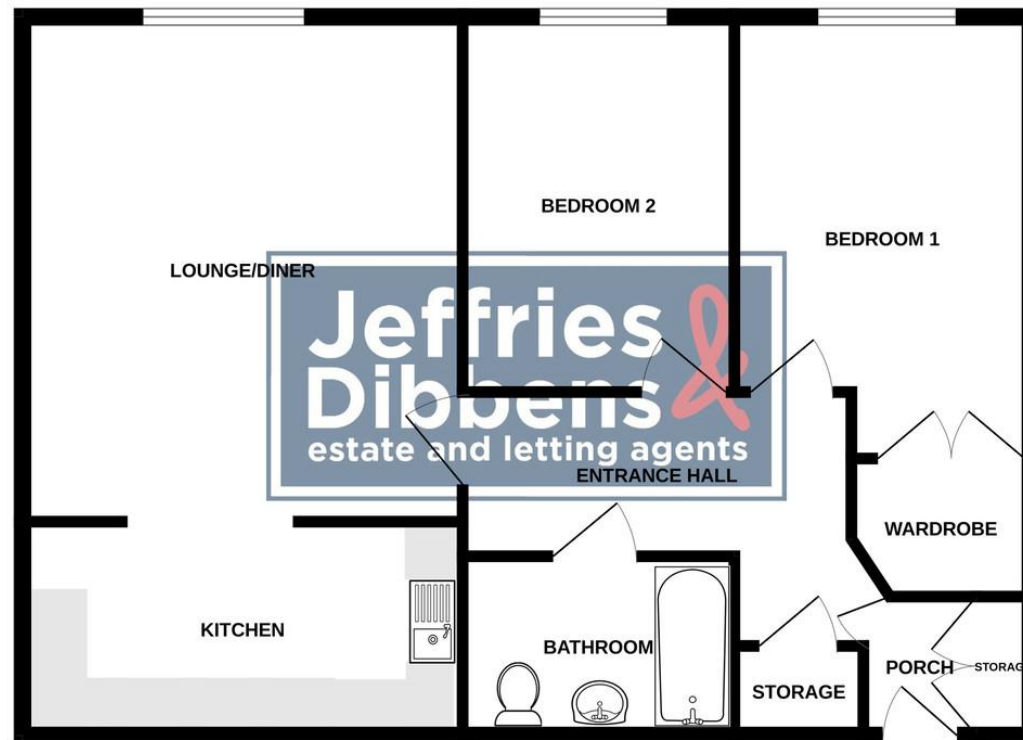 BEDROOM 2
BEDROOM 1
LOUNGE/DINER
Jeffries &
Dibbens
estate and letting agents
ENTRANCE HALL
WARDROBE
KITCHEN
BATHROOM
PORCH
STORAG
STORAGE